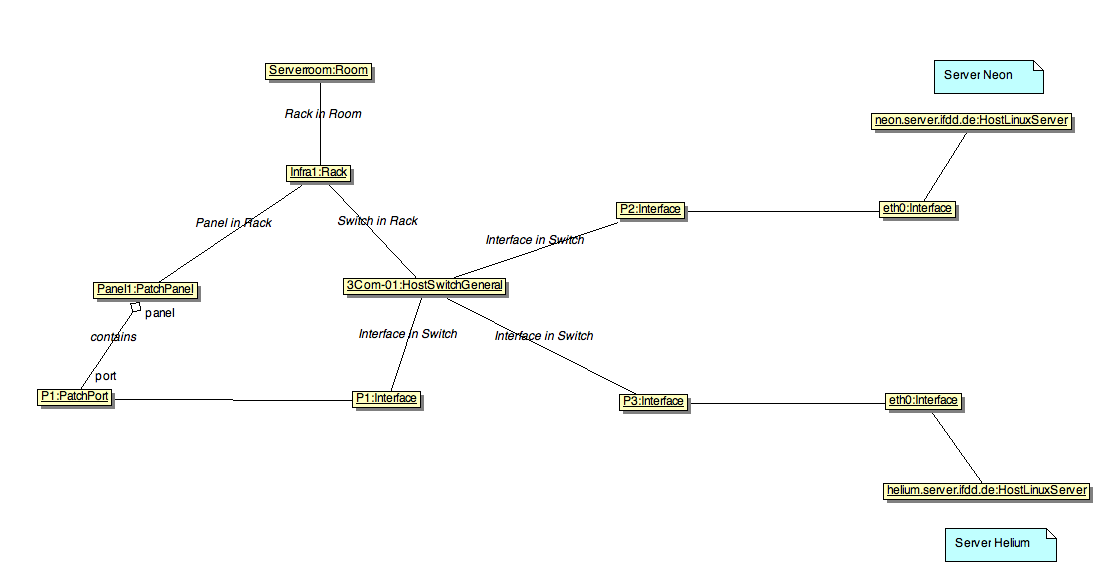 Serverroom:Room
Server Neon
Rack in Room
neon.server.ifdd.de:HostLinuxServer
Infra1:Rack
Panel in Rack
Switch in Rack
P2:Interface
eth0:Interface
Interface in Switch
Panel1:PatchPanel
3Com-01:HostSwitchGeneral
panel
contains
Interface in Switch
Interface in Switch
port
P1:PatchPort
P1:Interface
P3:Interface
eth0:Interface
helium.server.ifdd.de:HostLinuxServer
Server Helium